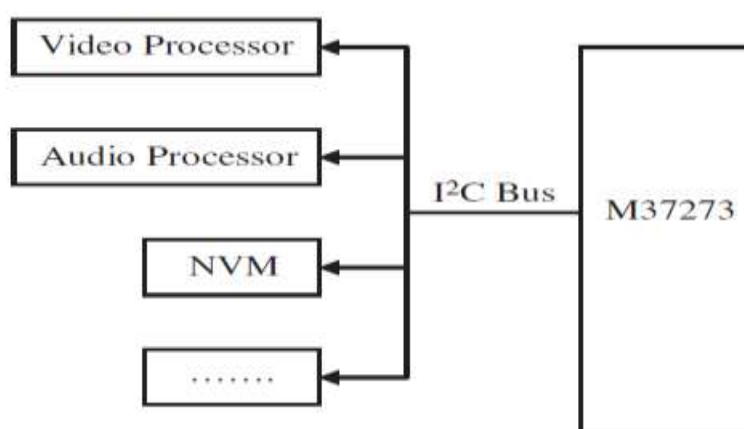 Video Processor
Audio Processor
I²C Bus
M37273
NVM
.......